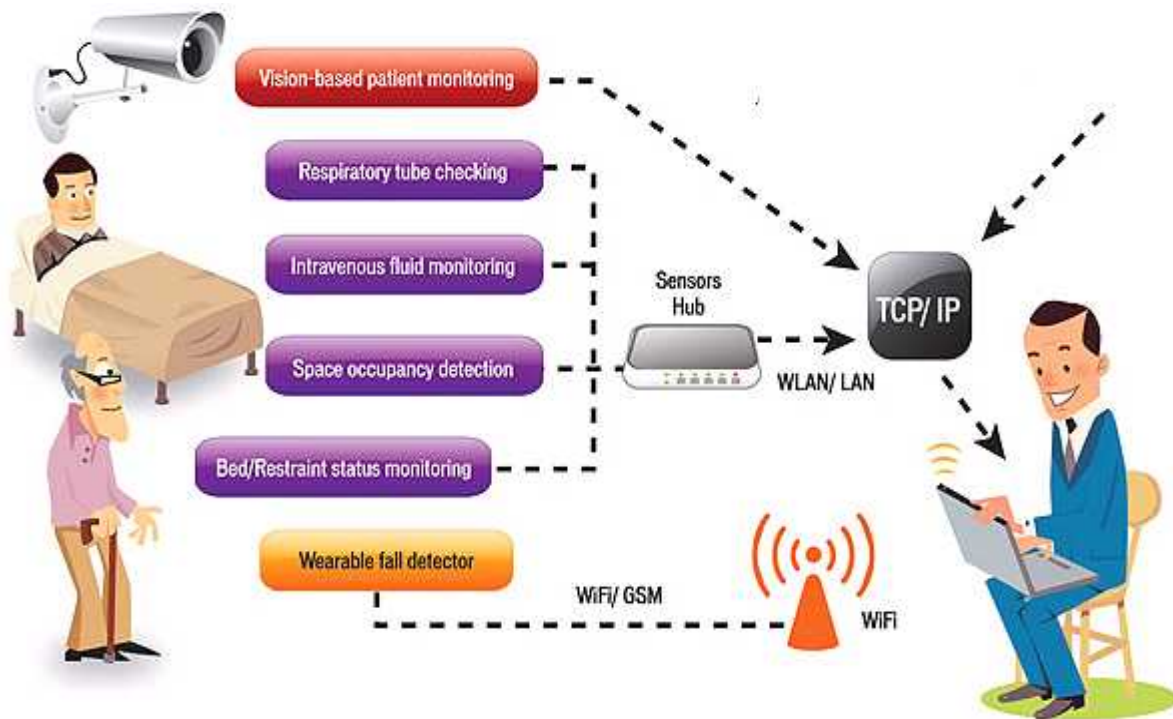 Vision-based patient monitoring
Respiratory tube checking
Intravenous fluid monitoring
Sensors
Hub
TCP/ IP
Space occupancy detection
WLAN/ LAN
Bed/Restraint status monitoring
Wearable fall detector
WiFi/ GSM
WiFi